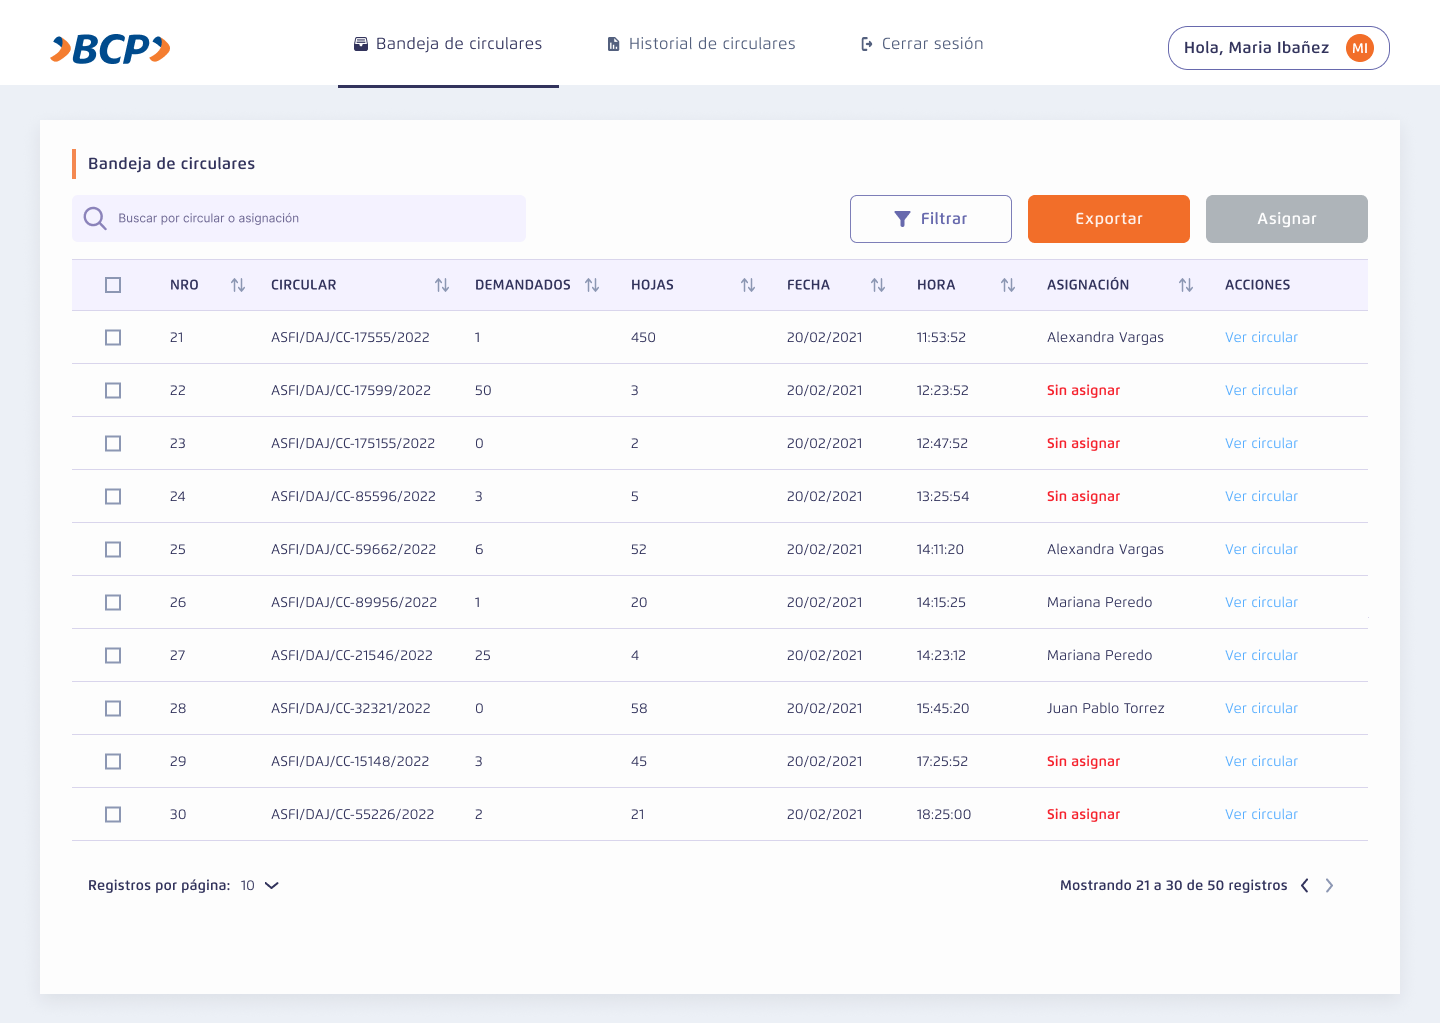 BCP
Bandeja de circulares
Historial de circulares
Cerrar sesión
Hola, Maria Ibañez
MI
Bandeja de circulares
Buscar por circular o asignación
Filtrar
Exportar
Asignar
NRO CIRCULAR DEMANDADOS HOJAS FECHA HORA ASIGNACIÓN ACCIONES
21 ASFI/DAJ/CC-17555/2022 1 450 20/02/2021 11:53:52 Alexandra Vargas Ver circular
22 ASFI/DAJ/CC-17599/2022 50 3 20/02/2021 12:23:52 Sin asignar Ver circular
23 ASFI/DAJ/CC-175155/2022 0 2 20/02/2021 12:47:52 Sin asignar Ver circular
24 ASFI/DAJ/CC-85596/2022 3 5 20/02/2021 13:25:54 Sin asignar Ver circular
25 ASFI/DAJ/CC-59662/2022 6 52 20/02/2021 14:11:20 Alexandra Vargas Ver circular
26 ASFI/DAJ/CC-89956/2022 1 20 20/02/2021 14:15:25 Mariana Peredo Ver circular
27 ASFI/DAJ/CC-21546/2022 25 4 20/02/2021 14:23:12 Mariana Peredo Ver circular
28 ASFI/DAJ/CC-32321/2022 0 58 20/02/2021 15:45:20 Juan Pablo Torrez Ver circular
29 ASFI/DAJ/CC-15148/2022 3 45 20/02/2021 17:25:52 Sin asignar Ver circular
30 ASFI/DAJ/CC-55226/2022 2 21 20/02/2021 18:25:00 Sin asignar Ver circular
Registros por página: 10
Mostrando 21 a 30 de 50 registros